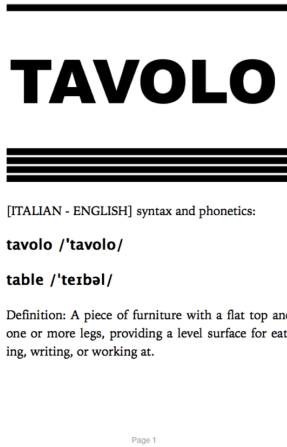 TAVOLO
[ITALIAN - ENGLISH] syntax and phonetics:
tavolo /'tavolo/
table /'teɪbəl/
Definition: A piece of furniture with a flat top and
one or more legs, providing a level surface for eat-
ing, writing, or working at.
Page 1